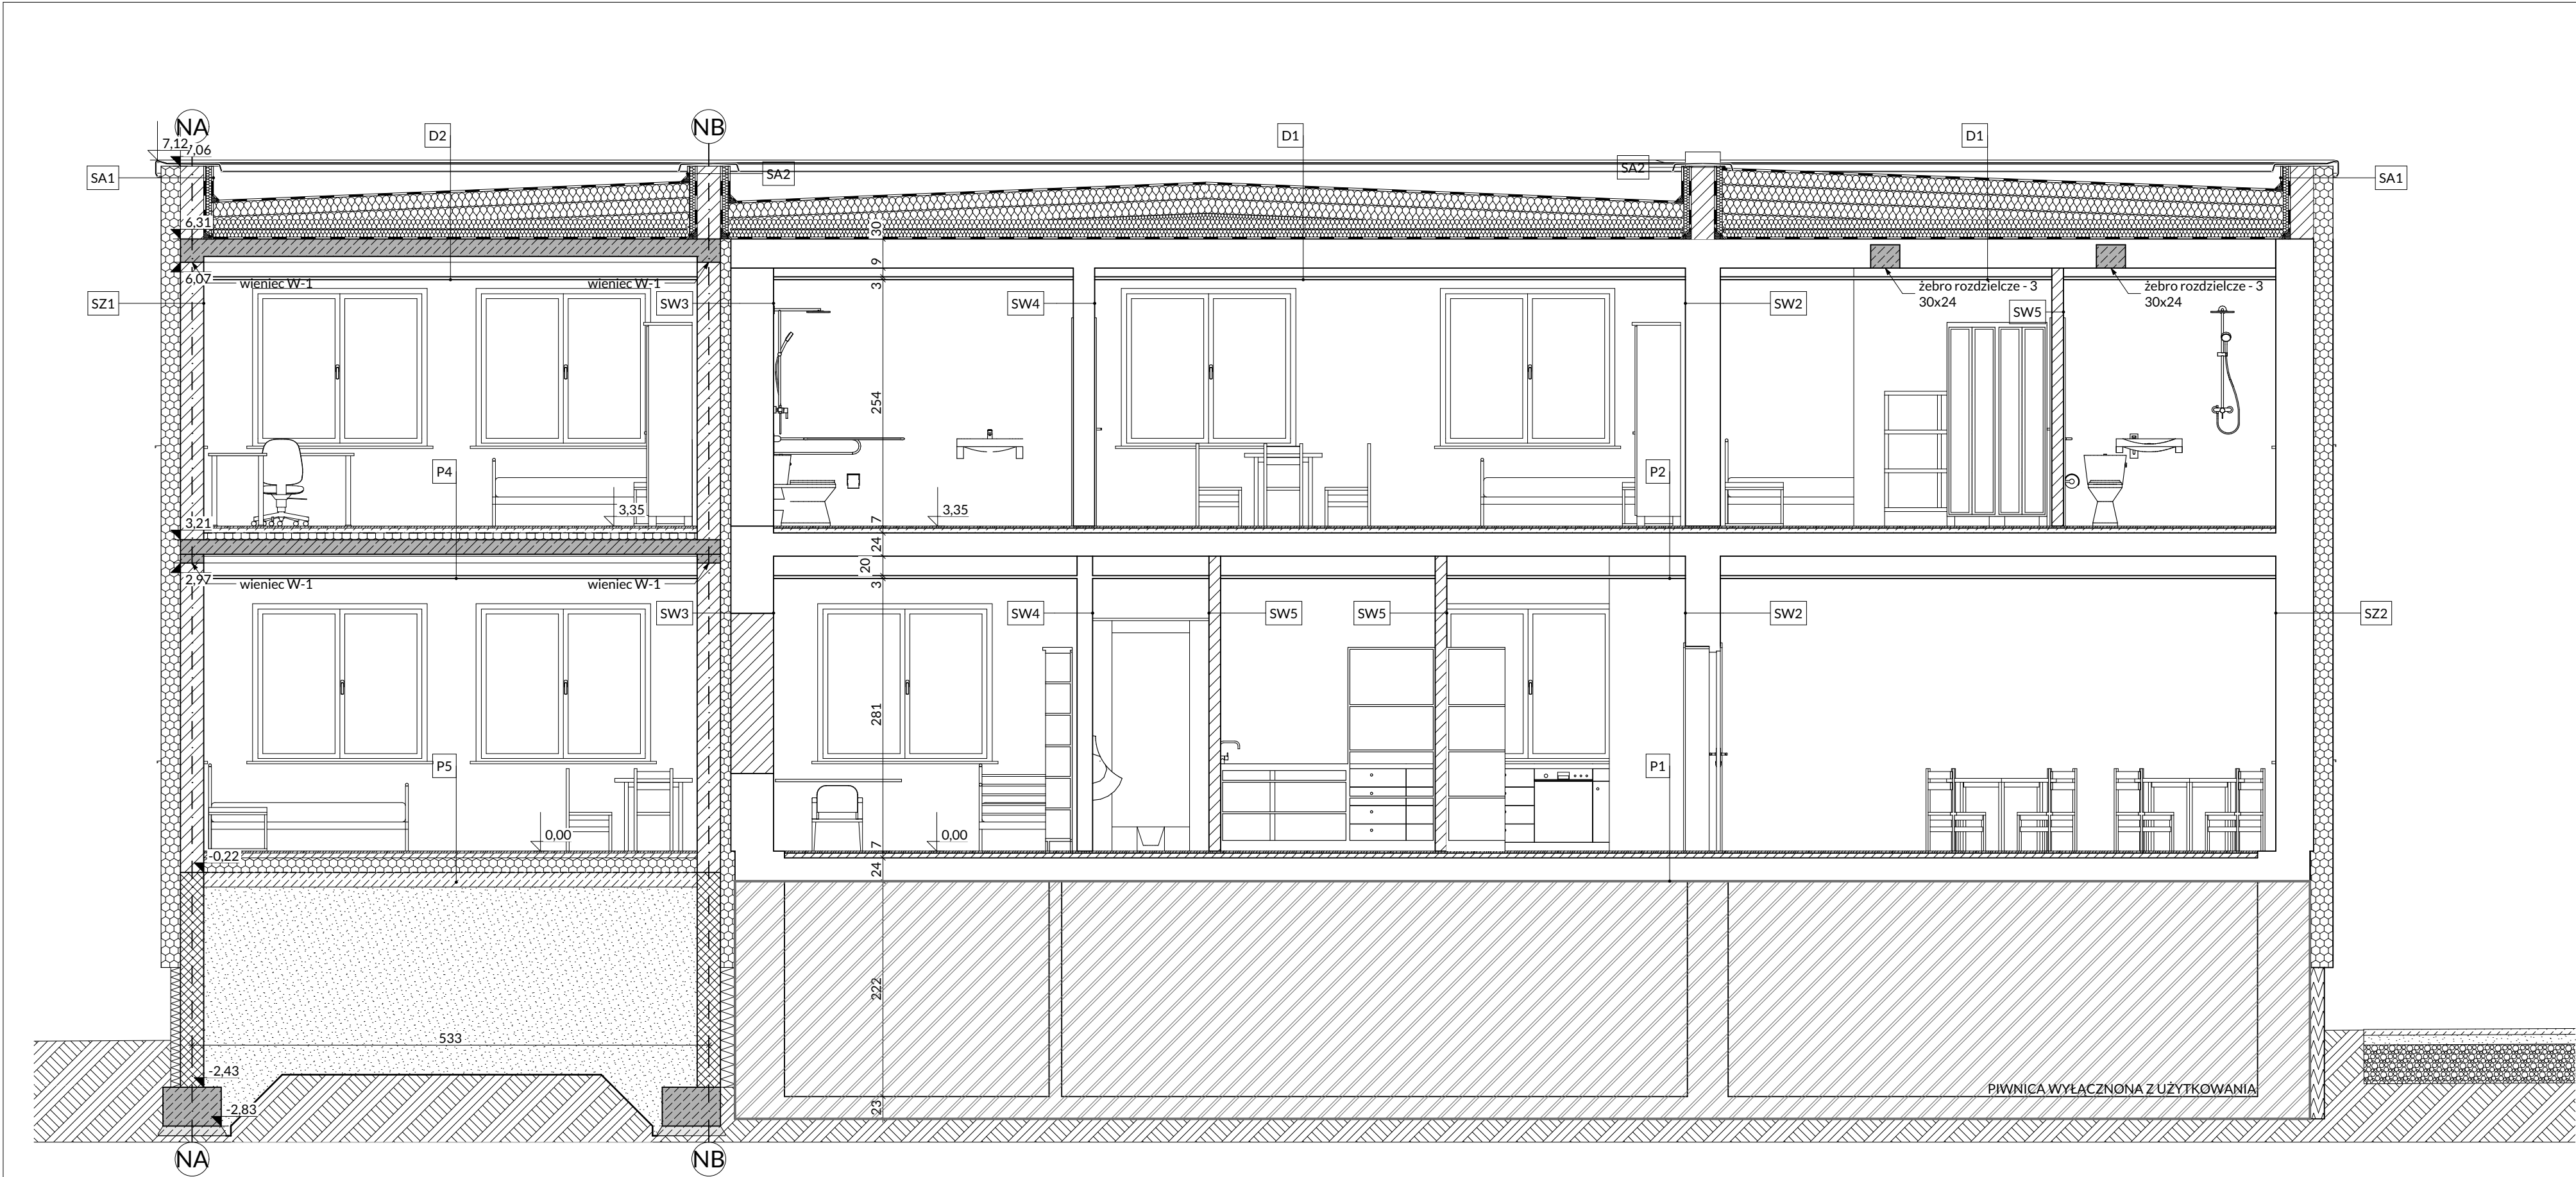 NA
NB
D2
D1
D1
7,12
7,06
SA1
SA2
SA2
SA1
6,31
30
9
3
6,07
wieniec W-1
wieniec W-1
żebro rozdzielcze - 3
30x24
żebro rozdzielcze - 3
30x24
SZ1
SW3
SW4
SW2
SW5
254
P4
P2
3,35
3,35
3,21
7
24
20
3
2,97
wieniec W-1
wieniec W-1
SW3
SW4
SW5
SW5
SW2
SZ2
281
P5
P1
0,00
0,00
7
-0,22
24
222
533
-2,43
-2,83
23
PIWNICA WYŁĄCZNONA Z UŻYTKOWANIA
NA
NB